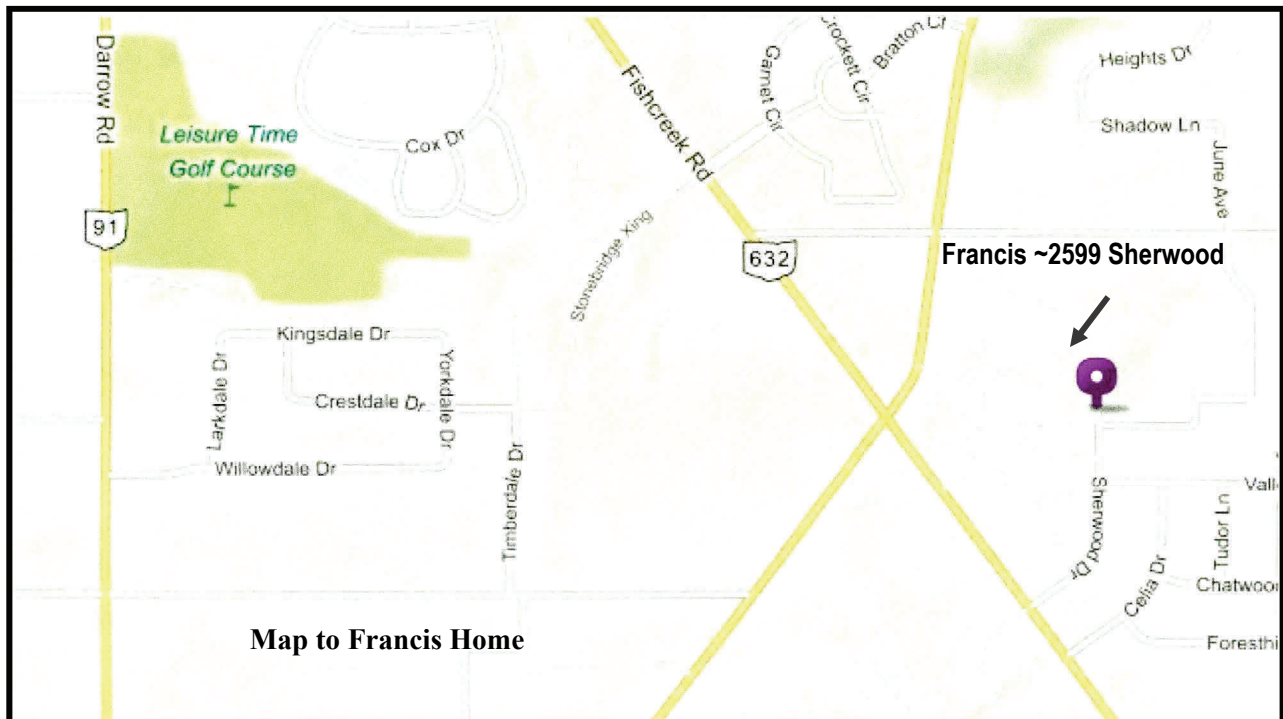 Darrow Rd
Leisure Time
Golf Course
91
Cox Dr
Fishcreek Rd
Garnet Cir
Crockett Cir
Bratton Cir
Heights Dr
Shadow Ln
June Ave
Stonebridge Xing
632
Francis ~2599 Sherwood
Kingsdale Dr
Larkdale Dr
Crestdale Dr
Yorkdale Dr
Willowdale Dr
Timberdale Dr
Sherwood Dr
Celia Dr
Tudor Ln
Chatwoo
Foresthi
Map to Francis Home